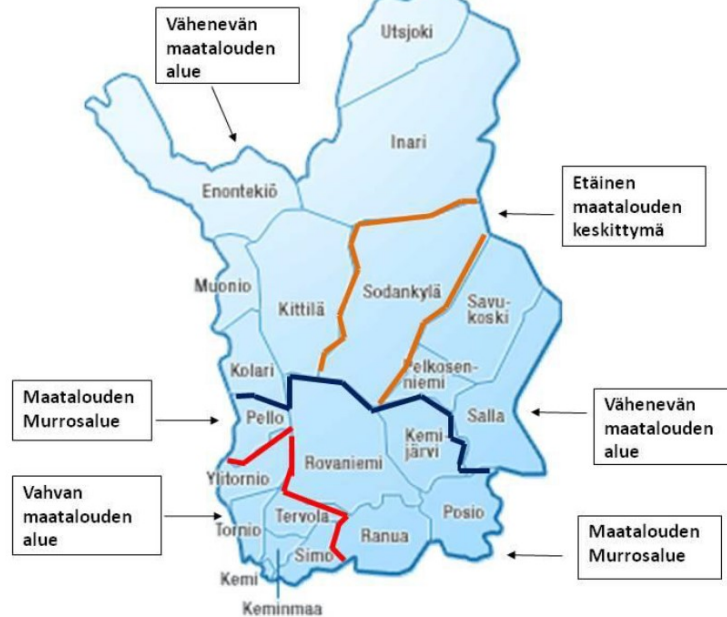 Vähenevän
maatalouden
alue
Utsjoki
Inari
Enontekiö
Etäinen
maatalouden
keskittymä
Muonio
Kittilä
Sodankylä
Savu-
koski
Kolari
Pelkosen-
niemi
Maatalouden
Murrosalue
Pello
Kemi-
järvi
Salla
Vähenevän
maatalouden
alue
Ylitornio
Rovaniemi
Vahvan
maatalouden
alue
Tornio
Tervola
Ranua
Posio
Simo
Maatalouden
Murrosalue
Kemi
Keminmaa